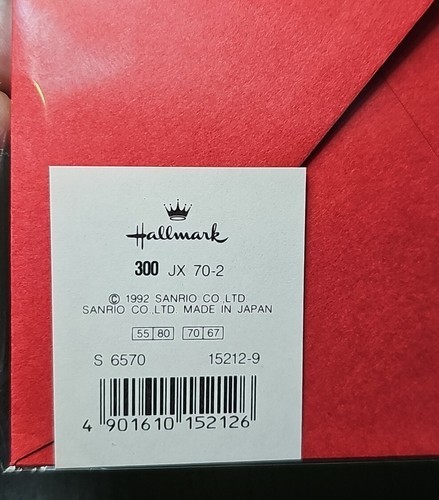 Hallmark
300 JX 70-2
© 1992 SANRIO CO.,LTD
SANRIO CO.,LTD. MADE IN JAPAN
55 80 70 67
S 6570 15212-9
4 901610 152126